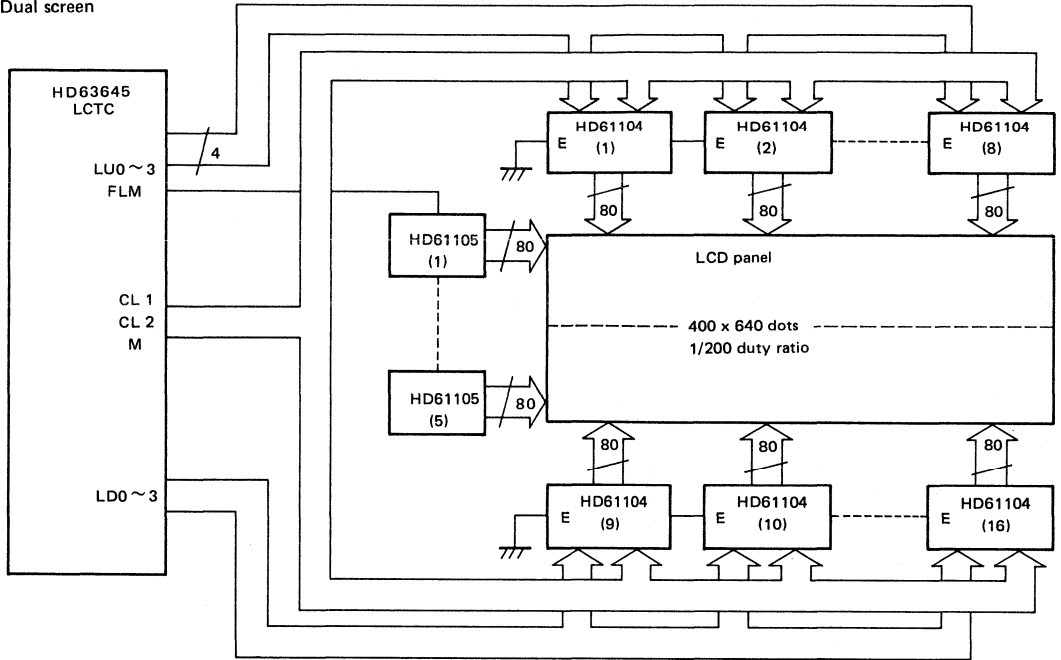 Dual screen
HD63645
LCTC
4
LU0~3
FLM
CL 1
CL 2
M
LD0~3
E
HD61104
(1)
E
HD61104
(2)
E
HD61104
(8)
80
80
80
HD61105
(1)
80
HD61105
(5)
80
LCD panel
400 x 640 dots
1/200 duty ratio
80
80
80
E
HD61104
(9)
E
HD61104
(10)
E
HD61104
(16)